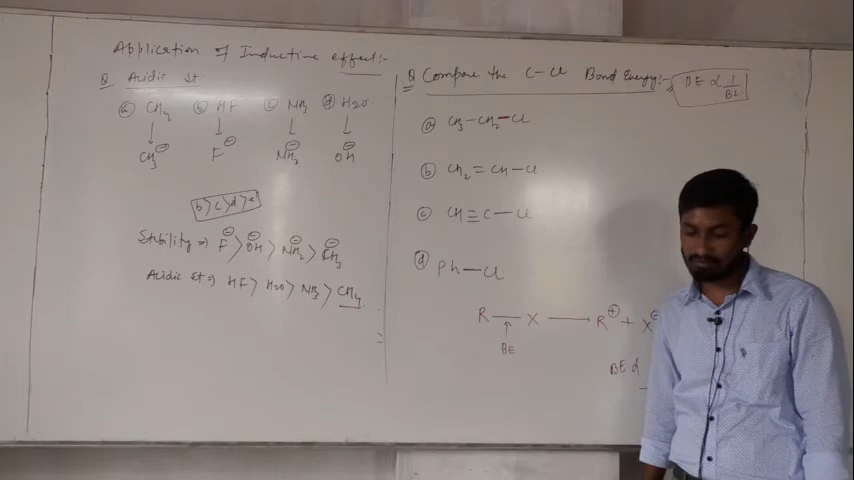 Application of Inductive effect:-
Q Acidic st
(a) CH4 (b) HF (c) NH3 (d) H2O
↓ ↓ ↓ ↓
CH3⊖ F⊖ NH2⊖ OH⊖
b>c>d>a
Stability ⇒ F⊖ > OH⊖ > NH2⊖ > CH3⊖
Acidic st ⇒ HF > H2O > NH3 > CH4
Q Compare the C-Cl Bond Energy:-
BE ∝ 1/BL
(a) CH3-CH2-Cl
(b) CH2=CH-Cl
(c) CH≡C-Cl
(d) Ph-Cl
R—X → R⊕ + X⊖
↑
BE
BE ∝